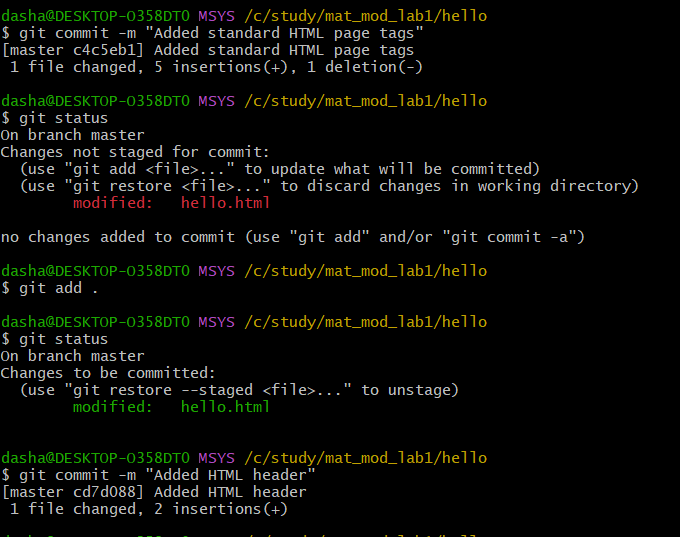 dasha@DESKTOP-O358DTO MSYS /c/study/mat_mod_lab1/hello
$ git commit -m "Added standard HTML page tags"
[master c4c5eb1] Added standard HTML page tags
 1 file changed, 5 insertions(+), 1 deletion(-)

dasha@DESKTOP-O358DTO MSYS /c/study/mat_mod_lab1/hello
$ git status
On branch master
Changes not staged for commit:
  (use "git add <file>..." to update what will be committed)
  (use "git restore <file>..." to discard changes in working directory)
        modified:   hello.html

no changes added to commit (use "git add" and/or "git commit -a")

dasha@DESKTOP-O358DTO MSYS /c/study/mat_mod_lab1/hello
$ git add .

dasha@DESKTOP-O358DTO MSYS /c/study/mat_mod_lab1/hello
$ git status
On branch master
Changes to be committed:
  (use "git restore --staged <file>..." to unstage)
        modified:   hello.html


dasha@DESKTOP-O358DTO MSYS /c/study/mat_mod_lab1/hello
$ git commit -m "Added HTML header"
[master cd7d088] Added HTML header
 1 file changed, 2 insertions(+)